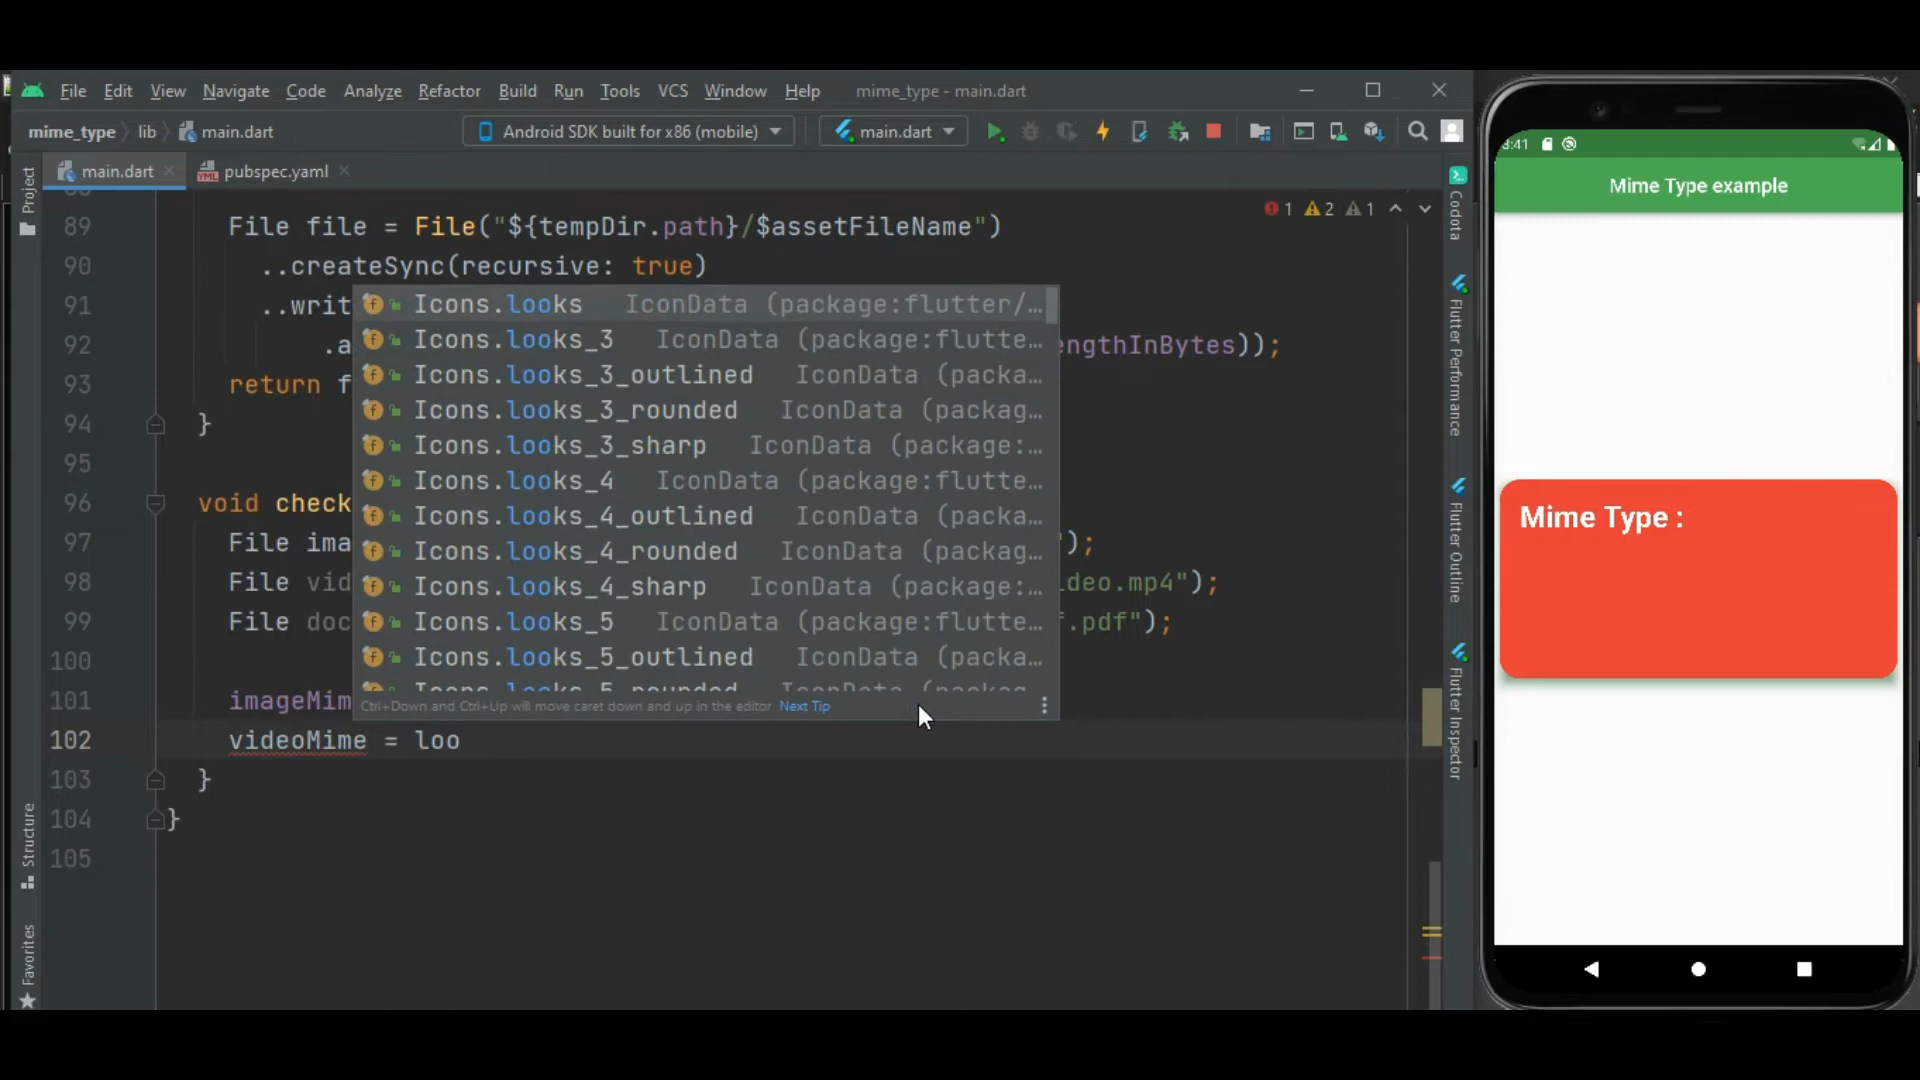 File Edit View Navigate Code Analyze Refactor Build Run Tools VCS Window Help mime_type - main.dart
mime_type lib main.dart Android SDK built for x86 (mobile) main.dart
main.dart pubspec.yaml
Project
Structure
Favorites
1 2 1
89 File file = File("${tempDir.path}/$assetFileName")
90 ..createSync(recursive: true)
91 ..writ
92 .a engthInBytes));
93 return f
94 }
95
96 void check
97 File ima );
98 File vid deo.mp4");
99 File doc .pdf");
100
101 imageMim
102 videoMime = loo
103 }
104 }
105
Icons.looks IconData (package:flutter/…
Icons.looks_3 IconData (package:flutte…
Icons.looks_3_outlined IconData (packa…
Icons.looks_3_rounded IconData (packag…
Icons.looks_3_sharp IconData (package:…
Icons.looks_4 IconData (package:flutte…
Icons.looks_4_outlined IconData (packa…
Icons.looks_4_rounded IconData (packag…
Icons.looks_4_sharp IconData (package:…
Icons.looks_5 IconData (package:flutte…
Icons.looks_5_outlined IconData (packa…
Icons.looks_5_rounded IconData (packag
Ctrl+Down and Ctrl+Up will move caret down and up in the editor Next Tip
Codota
Flutter Performance
Flutter Outline
Flutter Inspector
:41
Mime Type example
Mime Type :